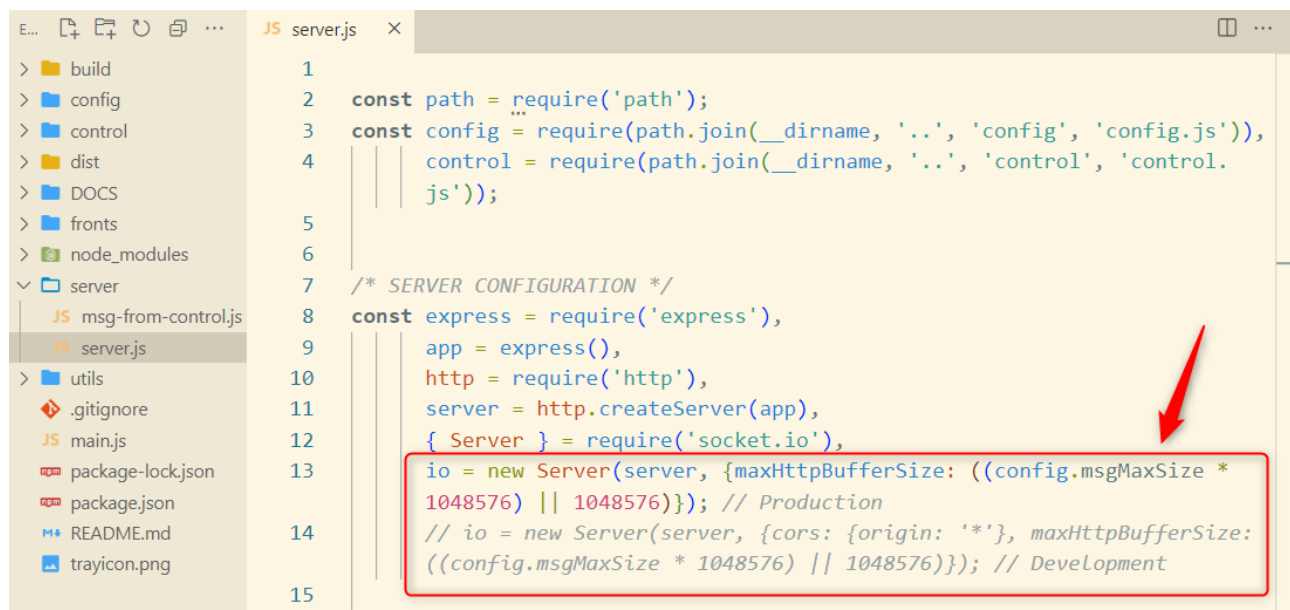 E... ...
JS server.js ×
...
build
config
control
dist
DOCS
fronts
node_modules
server
JS msg-from-control.js
JS server.js
utils
.gitignore
JS main.js
npm package-lock.json
npm package.json
M↓ README.md
trayicon.png
1
2 const path = require('path');
3 const config = require(path.join(__dirname, '..', 'config', 'config.js')),
4 control = require(path.join(__dirname, '..', 'control', 'control.
js'));
5
6
7 /* SERVER CONFIGURATION */
8 const express = require('express'),
9 app = express(),
10 http = require('http'),
11 server = http.createServer(app),
12 { Server } = require('socket.io'),
13 io = new Server(server, {maxHttpBufferSize: ((config.msgMaxSize *
1048576) || 1048576)}); // Production
14 // io = new Server(server, {cors: {origin: '*'}, maxHttpBufferSize:
((config.msgMaxSize * 1048576) || 1048576)}); // Development
15